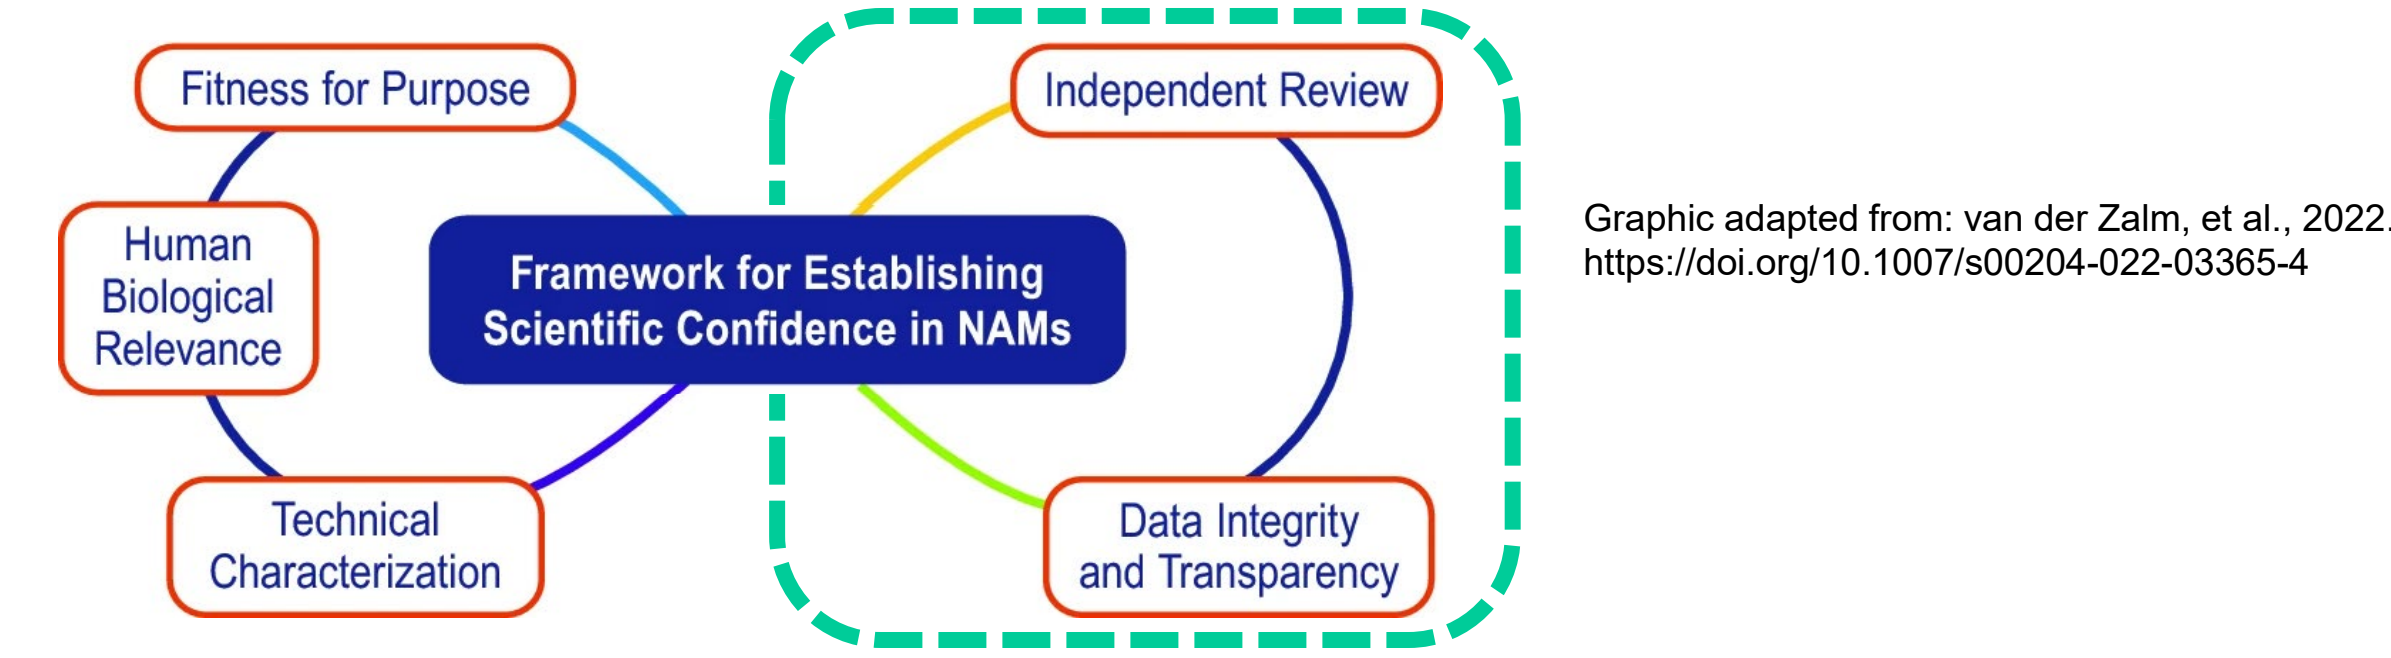 Fitness for Purpose
Human
Biological
Relevance
Technical
Characterization
Framework for Establishing
Scientific Confidence in NAMs
Independent Review
Data Integrity
and Transparency
Graphic adapted from: van der Zalm, et al., 2022.
https://doi.org/10.1007/s00204-022-03365-4